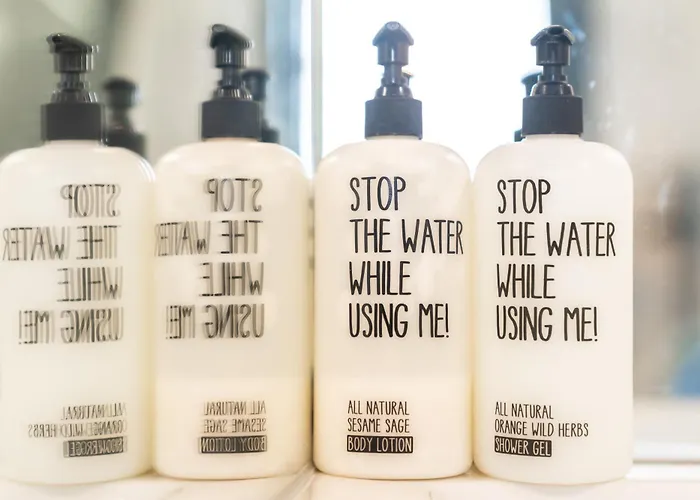 STOP
THE WATER
WHILE
USING ME!
ALL NATURAL
SESAME SAGE
BODY LOTION
STOP
THE WATER
WHILE
USING ME!
ALL NATURAL
ORANGE WILD HERBS
SHOWER GEL